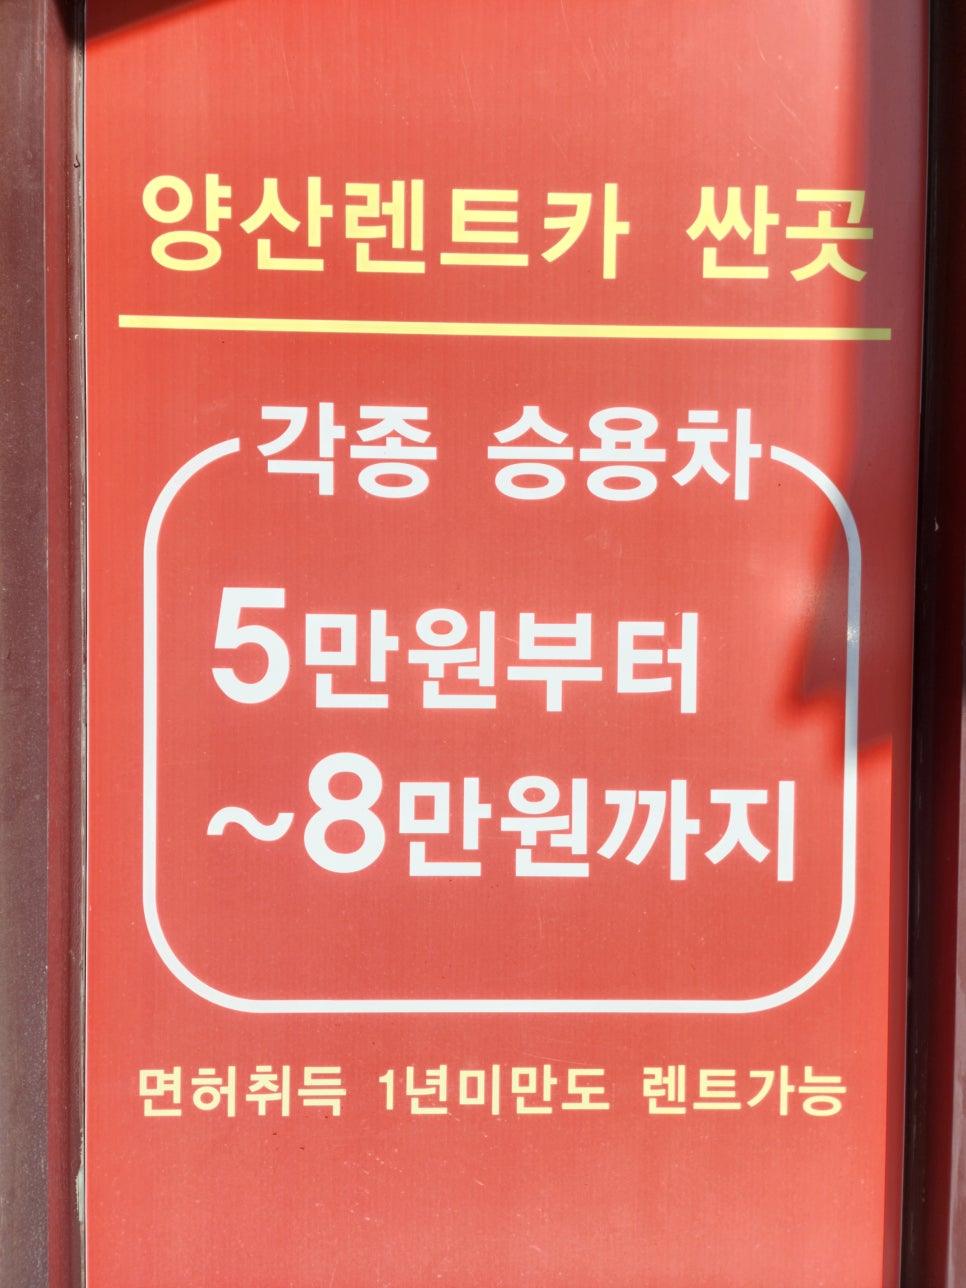 양산렌트카 싼곳
각종 승용차
5만원부터
~8만원까지
면허취득 1년미만도 렌트가능